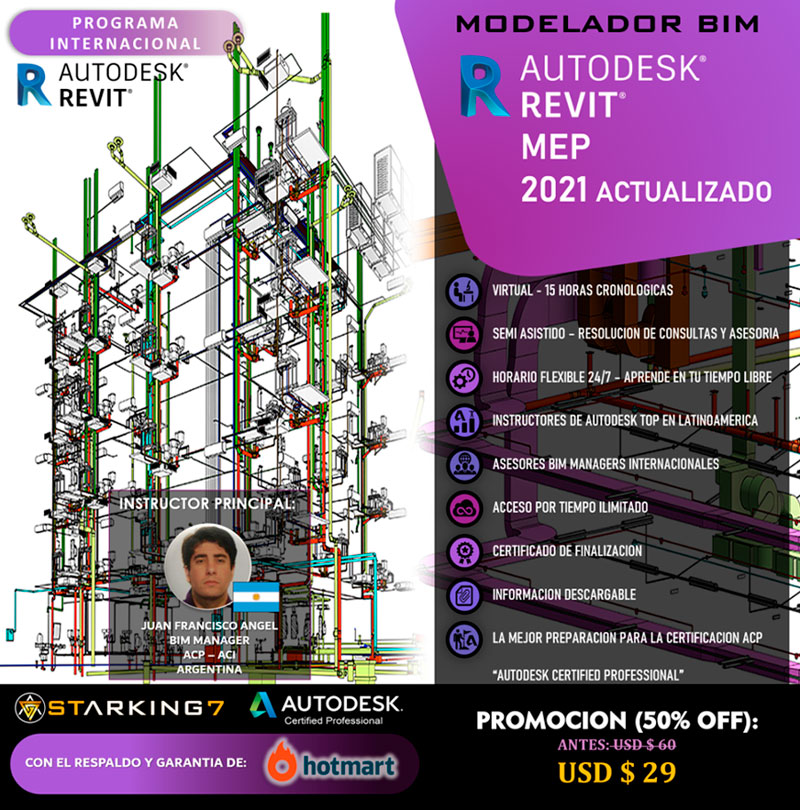 PROGRAMA
INTERNACIONAL
AUTODESK®
REVIT®
MODELADOR BIM
AUTODESK®
REVIT®
MEP
2021 ACTUALIZADO
VIRTUAL - 15 HORAS CRONOLOGICAS
SEMI ASISTIDO - RESOLUCION DE CONSULTAS Y ASESORIA
HORARIO FLEXIBLE 24/7 - APRENDE EN TU TIEMPO LIBRE
INSTRUCTORES DE AUTODESK TOP EN LATINOAMERICA
ASESORES BIM MANAGERS INTERNACIONALES
ACCESO POR TIEMPO ILIMITADO
CERTIFICADO DE FINALIZACION
INFORMACION DESCARGABLE
LA MEJOR PREPARACION PARA LA CERTIFICACION ACP
"AUTODESK CERTIFIED PROFESSIONAL"
INSTRUCTOR PRINCIPAL:
JUAN FRANCISCO ANGEL
BIM MANAGER
ACP – ACI
ARGENTINA
STARKING7
AUTODESK.
Certified Professional
CON EL RESPALDO Y GARANTIA DE:
hotmart
PROMOCION (50% OFF):
ANTES: USD $ 60
USD $ 29